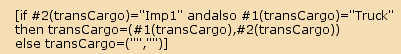 [if #2(transCargo)="Imp1" andalso #1(transCargo)="Truck"
then transCargo=(#1(transCargo),#2(transCargo))
else transCargo=("","")]